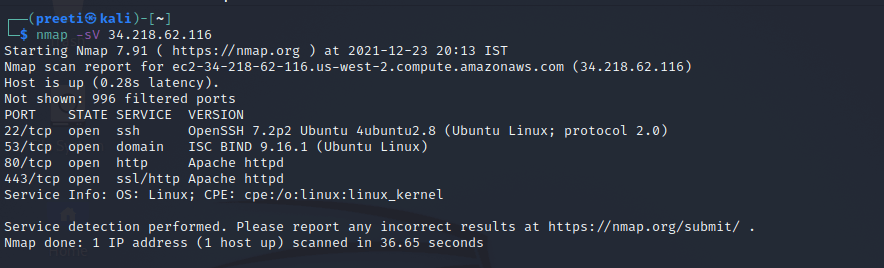 ┌──(preeti㉿kali)-[~]
└─$ nmap -sV 34.218.62.116
Starting Nmap 7.91 ( https://nmap.org ) at 2021-12-23 20:13 IST
Nmap scan report for ec2-34-218-62-116.us-west-2.compute.amazonaws.com (34.218.62.116)
Host is up (0.28s latency).
Not shown: 996 filtered ports
PORT    STATE SERVICE  VERSION
22/tcp  open  ssh      OpenSSH 7.2p2 Ubuntu 4ubuntu2.8 (Ubuntu Linux; protocol 2.0)
53/tcp  open  domain   ISC BIND 9.16.1 (Ubuntu Linux)
80/tcp  open  http     Apache httpd
443/tcp open  ssl/http Apache httpd
Service Info: OS: Linux; CPE: cpe:/o:linux:linux_kernel
Service detection performed. Please report any incorrect results at https://nmap.org/submit/ .
Nmap done: 1 IP address (1 host up) scanned in 36.65 seconds
Home